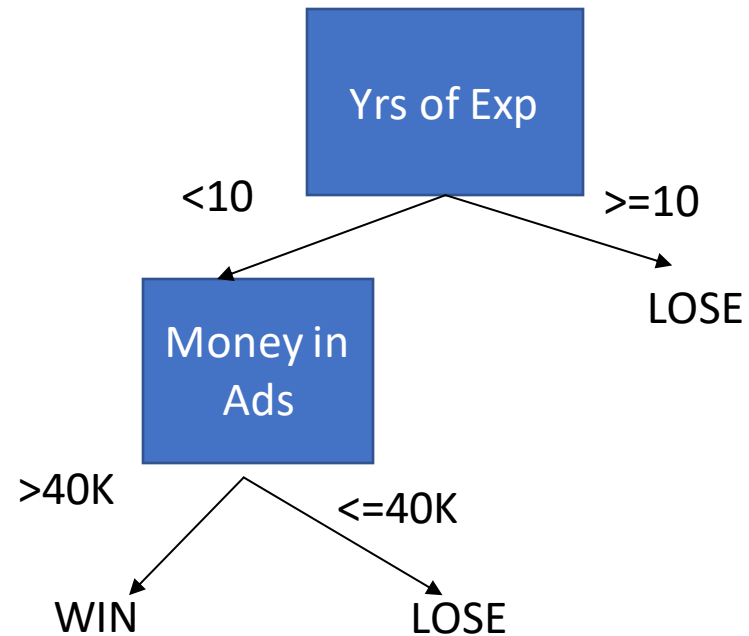 Yrs of Exp
<10
>=10
LOSE
Money in
Ads
>40K
<=40K
WIN
LOSE